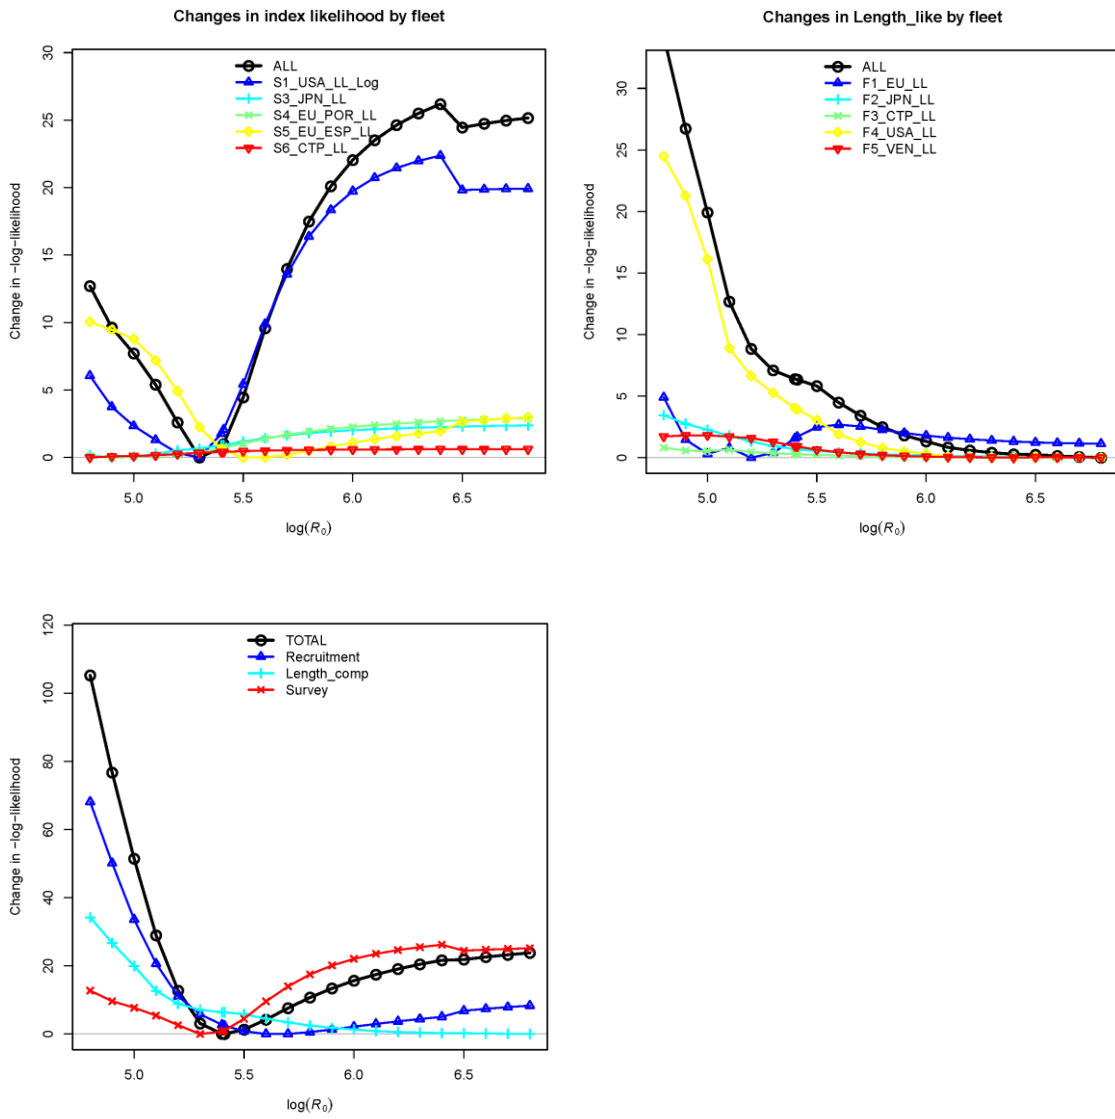 Changes in index likelihood by fleet
30
25
20
15
10
5
0
Change in −log−likelihood
ALL
S1_USA_LL_Log
S3_JPN_LL
S4_EU_POR_LL
S5_EU_ESP_LL
S6_CTP_LL
5.0 5.5 6.0 6.5
log(R₀)
Changes in Length_like by fleet
30
25
20
15
10
5
0
Change in −log−likelihood
ALL
F1_EU_LL
F2_JPN_LL
F3_CTP_LL
F4_USA_LL
F5_VEN_LL
5.0 5.5 6.0 6.5
log(R₀)
120
100
80
60
40
20
0
Change in −log−likelihood
TOTAL
Recruitment
Length_comp
Survey
5.0 5.5 6.0 6.5
log(R₀)